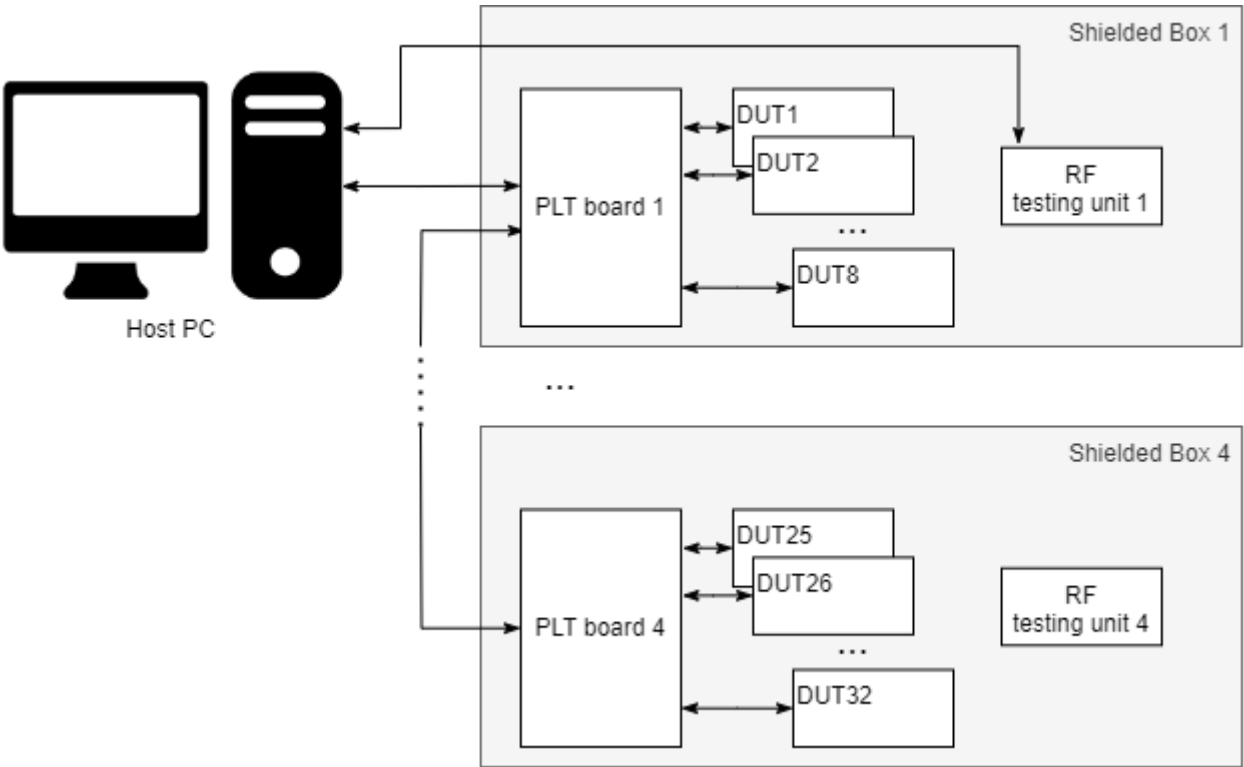 Shielded Box 1
DUT1
DUT2
PLT board 1
RF
testing unit 1
...
DUT8
Host PC
...
Shielded Box 4
DUT25
DUT26
PLT board 4
RF
testing unit 4
...
DUT32